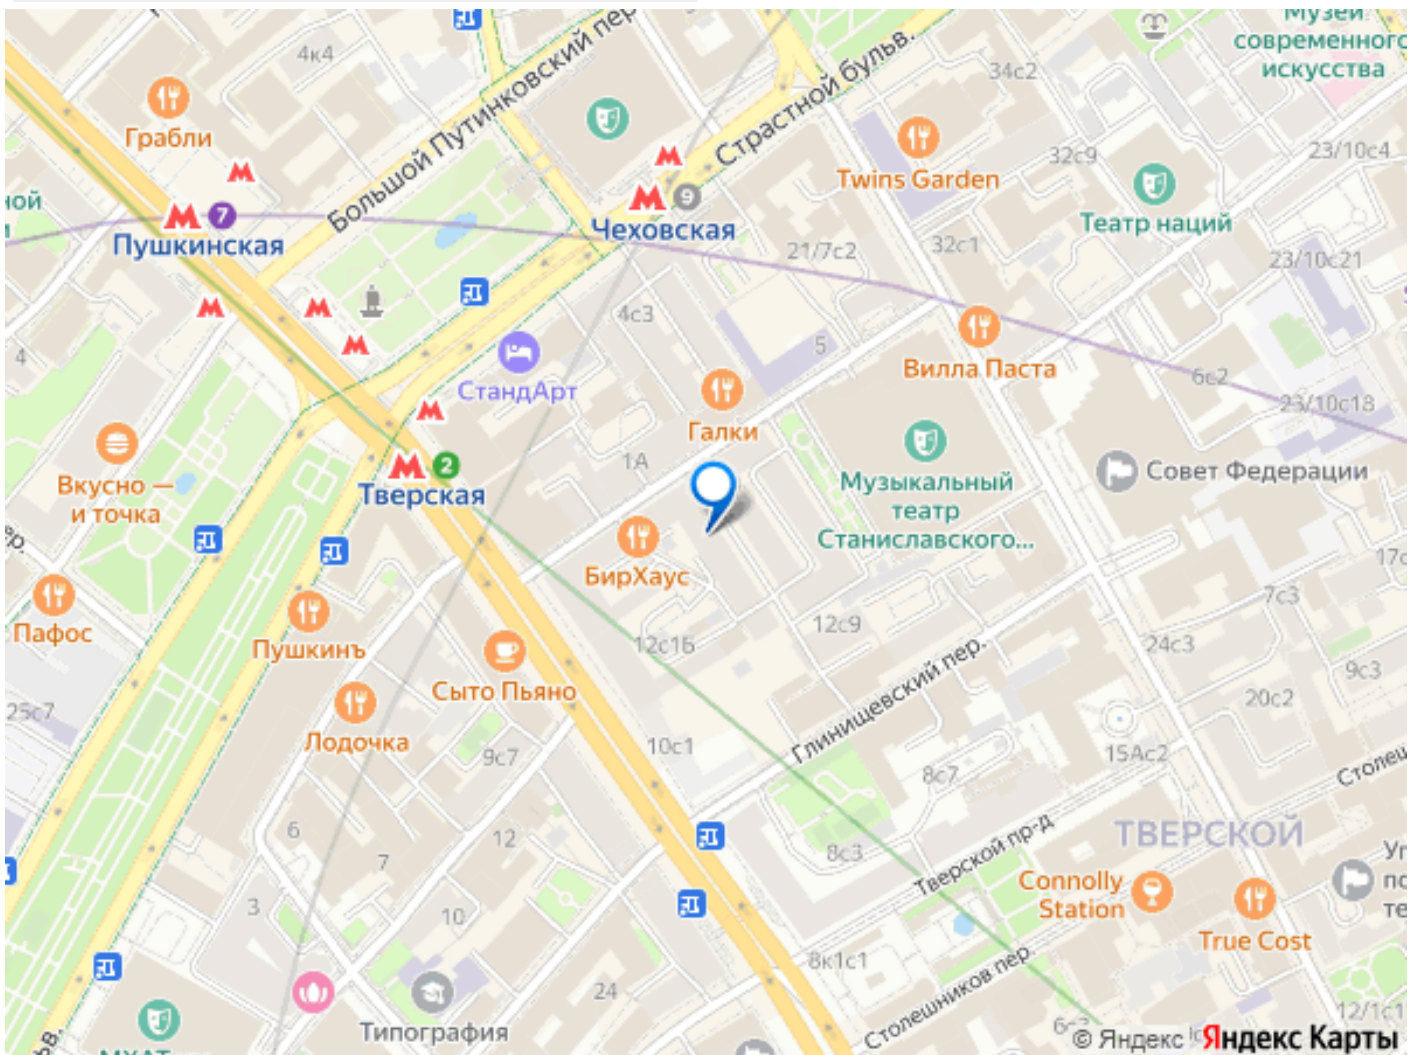 Музей
современного
искусства
4к4
Большой Путинковский пер.
Страстной бульв.
34с2
Грабли
Twins Garden
32с9
23/10с4
Театр наций
7
Пушкинская
9
Чеховская
21/7с2
32с1
23/10с21
4с3
4
5
СтандАрт
Вилла Паста
6с2
23/10с18
Галки
1А
2
Тверская
Вкусно —
и точка
Музыкальный
театр
Станиславского...
Совет Федерации
БирХаус
Пафос
Пушкинъ
12с1Б
12с9
7с3
24с3
9с3
20с2
Сыто Пьяно
Глинищевский пер.
25с7
Лодочка
9с7
10с1
8с7
15Ас2
6
12
7
8с3
Тверской пр-д
ТВЕРСКОЙ
Connolly
Station
3
10
True Cost
8к1с1
Столешников пер.
24
Типография
12/1с1
© Яндекс Яндекс Карты